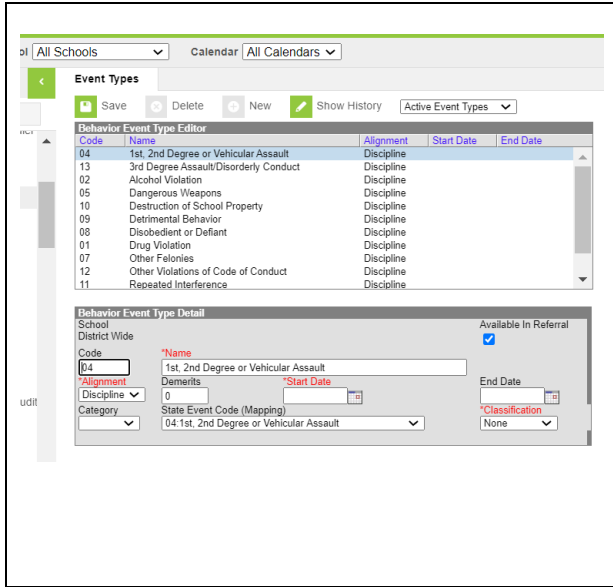 ol All Schools Calendar All Calendars
Event Types
Save Delete New Show History Active Event Types
Behavior Event Type Editor
Code Name Alignment Start Date End Date
04 1st, 2nd Degree or Vehicular Assault Discipline
13 3rd Degree Assault/Disorderly Conduct Discipline
02 Alcohol Violation Discipline
05 Dangerous Weapons Discipline
10 Destruction of School Property Discipline
09 Detrimental Behavior Discipline
08 Disobedient or Defiant Discipline
01 Drug Violation Discipline
07 Other Felonies Discipline
12 Other Violations of Code of Conduct Discipline
11 Repeated Interference Discipline
Behavior Event Type Detail
School Available In Referral
District Wide
Code *Name
04 1st, 2nd Degree or Vehicular Assault
*Alignment Demerits *Start Date End Date
Discipline 0
udit
Category State Event Code (Mapping) *Classification
04:1st, 2nd Degree or Vehicular Assault None